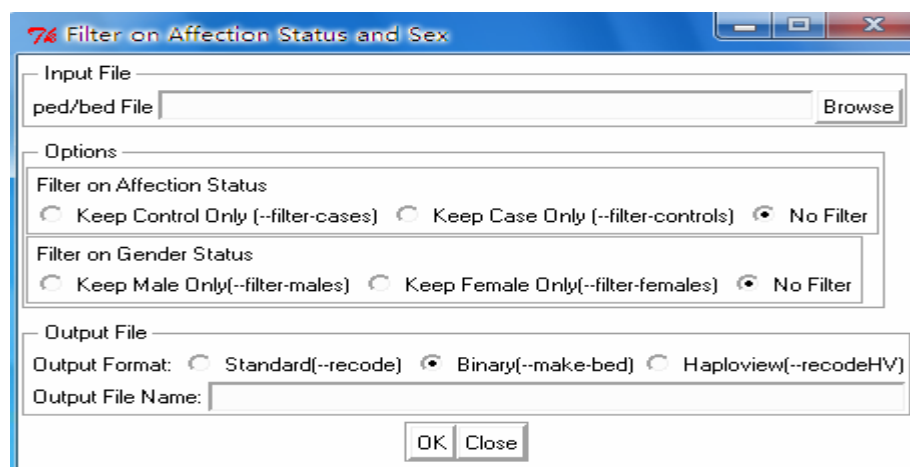 Filter on Affection Status and Sex
Input File
ped/bed File Browse
Options
Filter on Affection Status
Keep Control Only (--filter-cases) Keep Case Only (--filter-controls) No Filter
Filter on Gender Status
Keep Male Only(--filter-males) Keep Female Only(--filter-females) No Filter
Output File
Output Format: Standard(--recode) Binary(--make-bed) Haploview(--recodeHV)
Output File Name:
OK Close